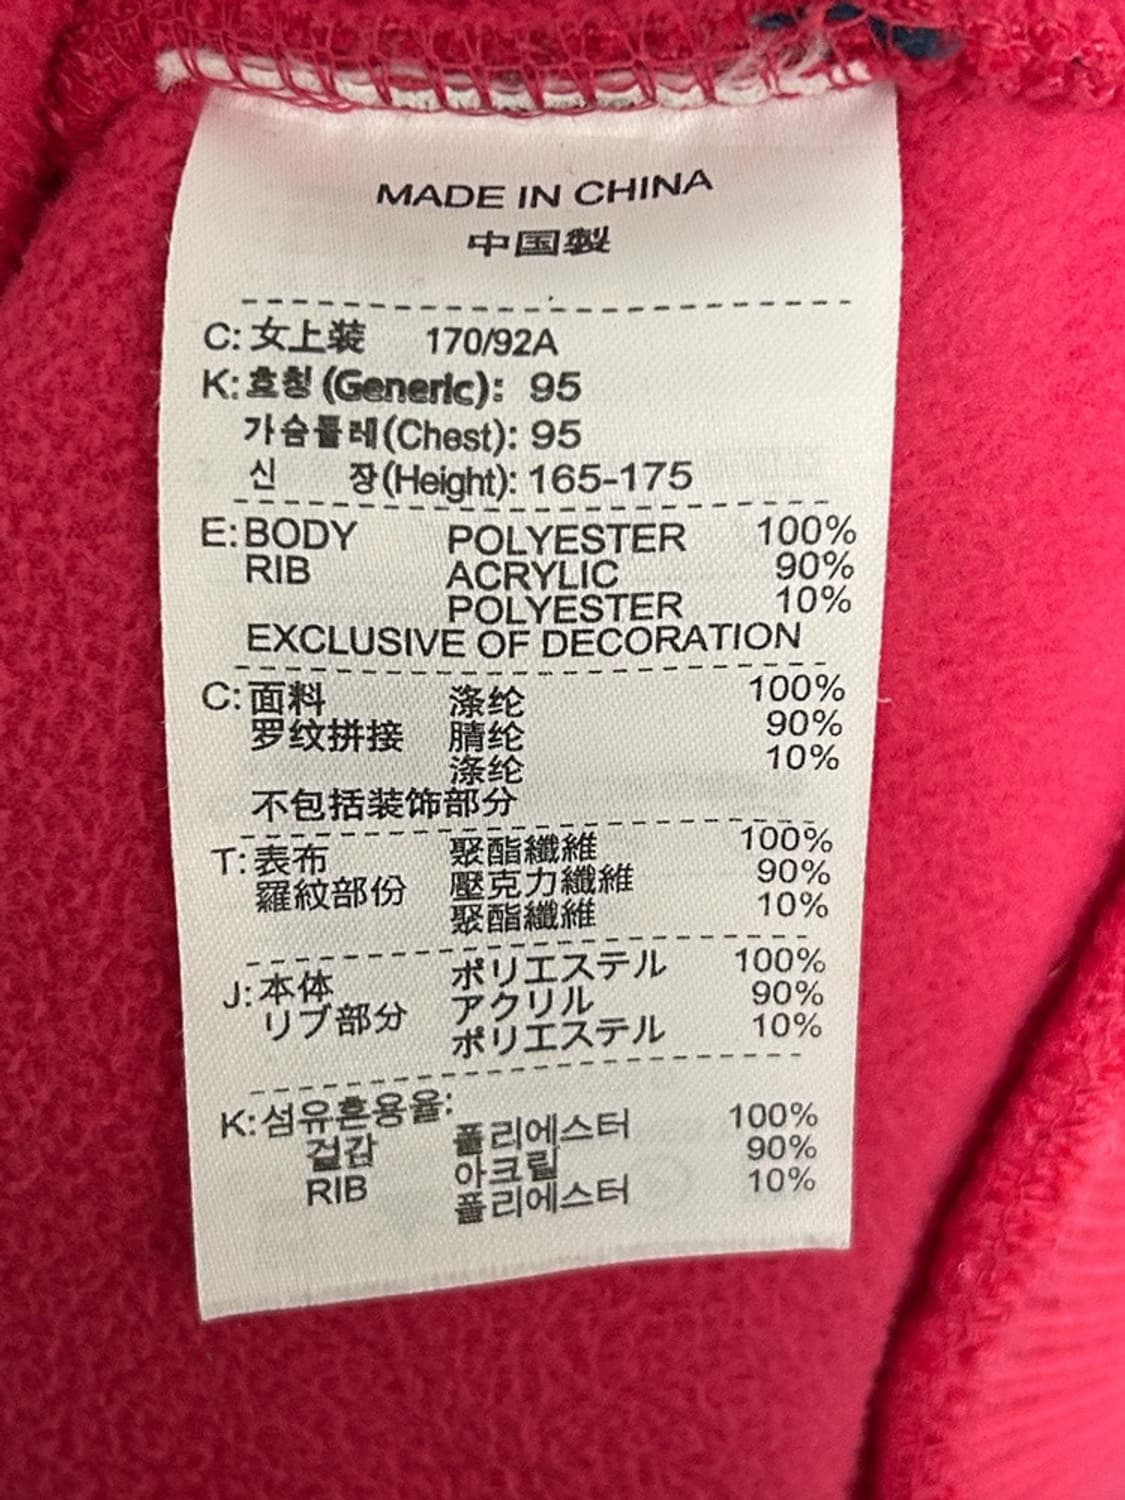 MADE IN CHINA
中国製
C: 女上装 170/92A
K: 호칭 (Generic): 95
가슴둘레(Chest): 95
신 장(Height): 165-175
E: BODY POLYESTER 100%
RIB ACRYLIC 90%
POLYESTER 10%
EXCLUSIVE OF DECORATION
C: 面料 涤纶 100%
罗纹拼接 腈纶 90%
涤纶 10%
不包括装饰部分
T: 表布 聚酯纖維 100%
羅紋部份 壓克力纖維 90%
聚酯纖維 10%
J: 本体 ポリエステル 100%
リブ部分 アクリル 90%
ポリエステル 10%
K: 섬유혼용율:
겉감 폴리에스터 100%
RIB 아크릴 90%
폴리에스터 10%